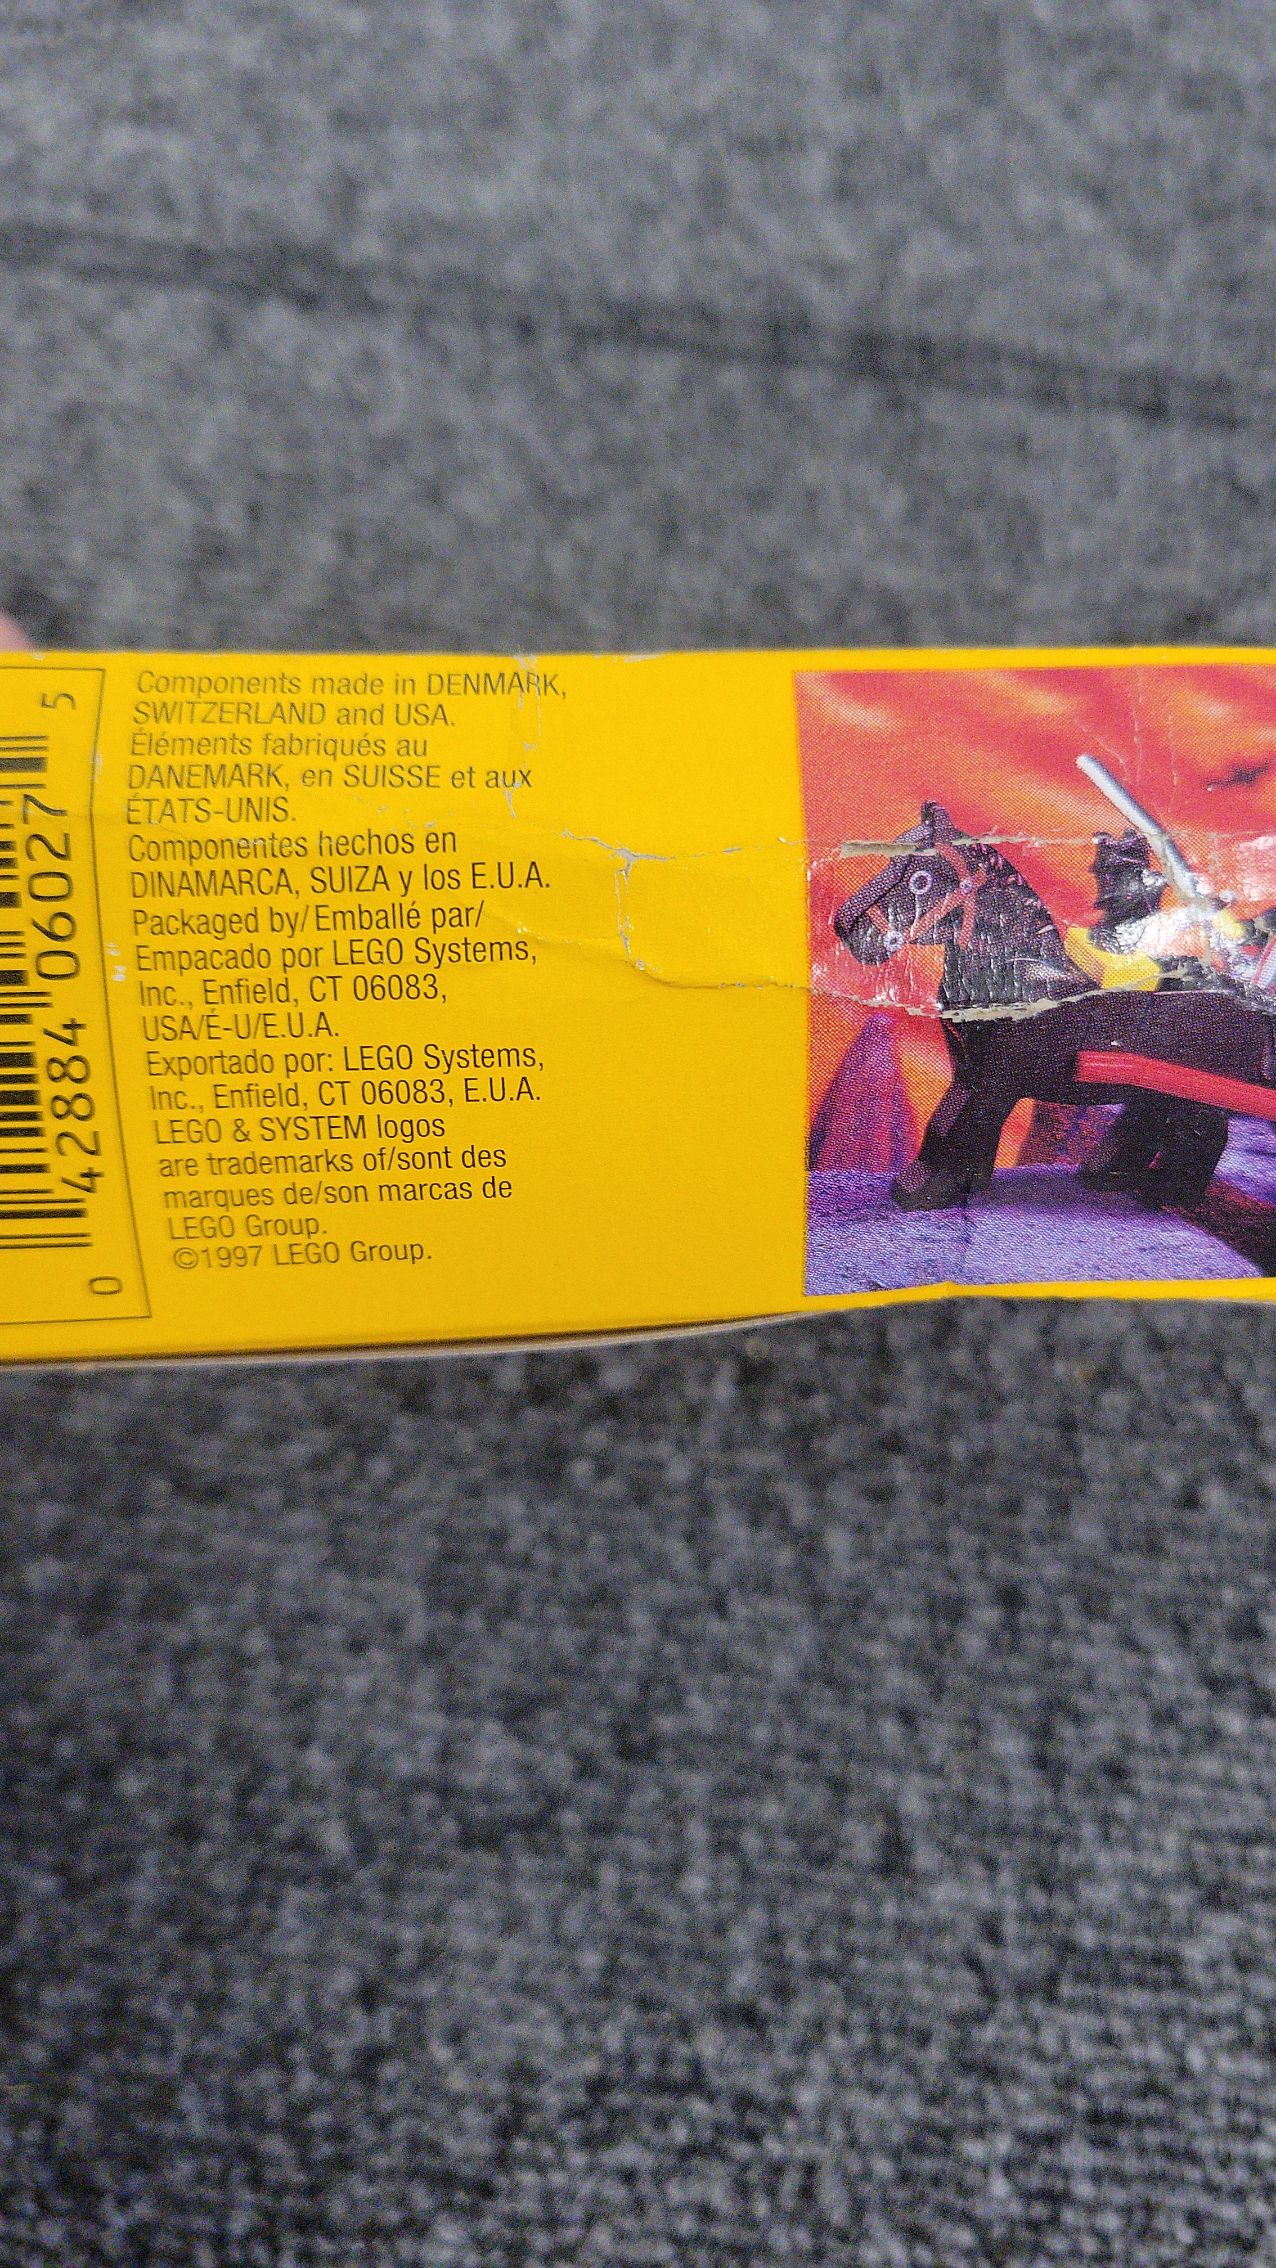 5
42884 06027
0
Components made in DENMARK,
SWITZERLAND and USA.
Éléments fabriqués au
DANEMARK, en SUISSE et aux
ÉTATS-UNIS.
Componentes hechos en
DINAMARCA, SUIZA y los E.U.A.
Packaged by/Emballé par/
Empacado por LEGO Systems,
Inc., Enfield, CT 06083,
USA/É-U/E.U.A.
Exportado por: LEGO Systems,
Inc., Enfield, CT 06083, E.U.A.
LEGO & SYSTEM logos
are trademarks of/sont des
marques de/son marcas de
LEGO Group.
©1997 LEGO Group.